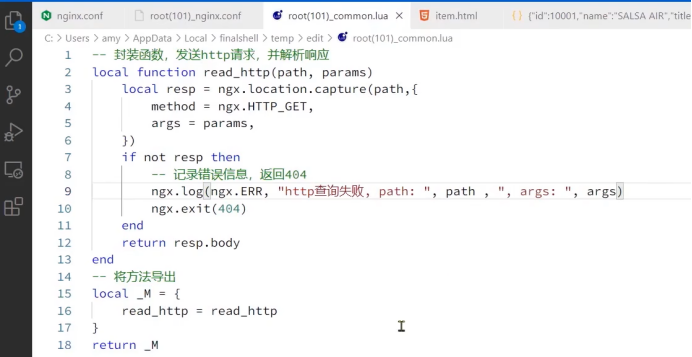 nginx.conf root(101)_nginx.conf root(101)_common.lua item.html {"id":10001,"name":"SALSA AIR","title
C: > Users > amy > AppData > Local > finalshell > temp > edit > root(101)_common.lua
1 -- 封装函数，发送http请求，并解析响应
2 local function read_http(path, params)
3     local resp = ngx.location.capture(path,{
4         method = ngx.HTTP_GET,
5         args = params,
6     })
7     if not resp then
8         -- 记录错误信息，返回404
9         ngx.log(ngx.ERR, "http查询失败, path: ", path , ", args: ", args)
10         ngx.exit(404)
11     end
12     return resp.body
13 end
14 -- 将方法导出
15 local _M = {
16     read_http = read_http
17 }
18 return _M
1